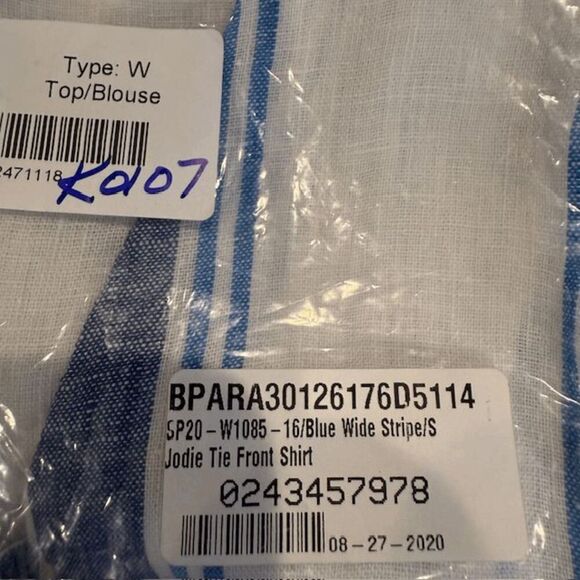 Type: W
Top/Blouse
2471118
Kd07
BPARA30126176D5114
SP20-W1085-16/Blue Wide Stripe/S
Jodie Tie Front Shirt
0243457978
08-27-2020